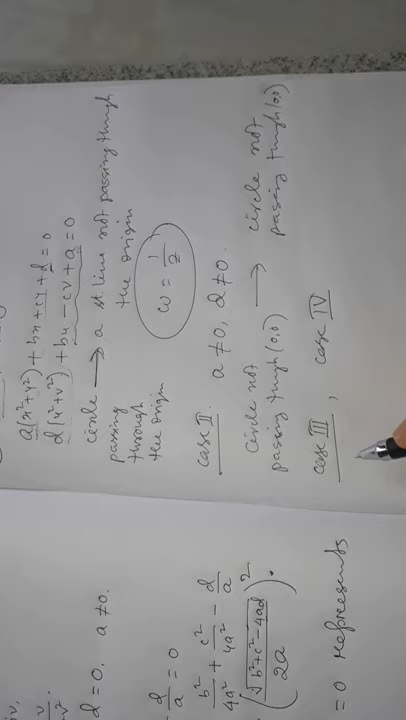 a(x²+y²)+bx+cy+d=0
d(u²+v²)+bu-cv+a=0
circle → a st. line not passing through
passing the origin
through
the origin
w = 1/z
case II. a≠0, d≠0.
circle not → circle not
passing through (0,0) passing through (0,0)
case III, case IV
d=0, a≠0.
d/a = 0
b²/4a² + c²/4a² - d/a
(√b²+c²-4ad / 2a)².
=0 represents